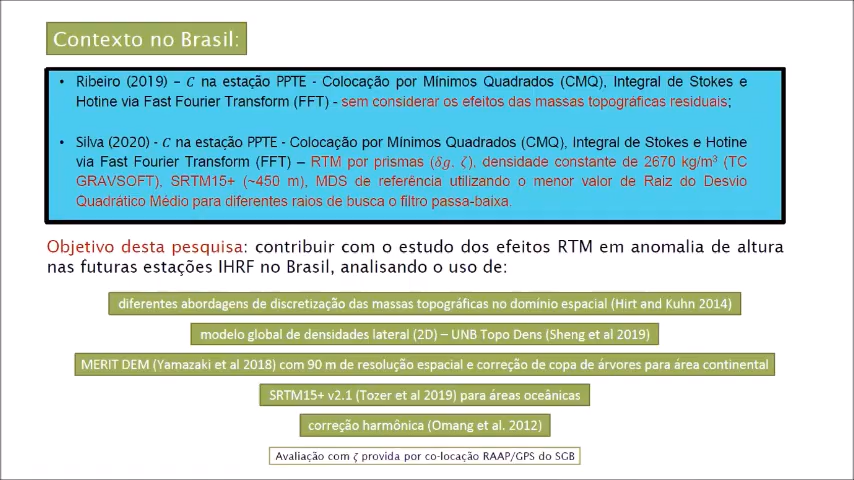 Contexto no Brasil:
• Ribeiro (2019) – C na estação PPTE - Colocação por Mínimos Quadrados (CMQ), Integral de Stokes e
Hotine via Fast Fourier Transform (FFT) - sem considerar os efeitos das massas topográficas residuais;
• Silva (2020) - C na estação PPTE - Colocação por Mínimos Quadrados (CMQ), Integral de Stokes e Hotine
via Fast Fourier Transform (FFT) – RTM por prismas (δg, ζ), densidade constante de 2670 kg/m³ (TC
GRAVSOFT), SRTM15+ (~450 m), MDS de referência utilizando o menor valor de Raiz do Desvio
Quadrático Médio para diferentes raios de busca o filtro passa-baixa.
Objetivo desta pesquisa: contribuir com o estudo dos efeitos RTM em anomalia de altura
nas futuras estações IHRF no Brasil, analisando o uso de:
diferentes abordagens de discretização das massas topográficas no domínio espacial (Hirt and Kuhn 2014)
modelo global de densidades lateral (2D) – UNB Topo Dens (Sheng et al 2019)
MERIT DEM (Yamazaki et al 2018) com 90 m de resolução espacial e correção de copa de árvores para área continental
SRTM15+ v2.1 (Tozer et al 2019) para áreas oceânicas
correção harmônica (Omang et al. 2012)
Avaliação com ζ provida por co-locação RAAP/GPS do SGB